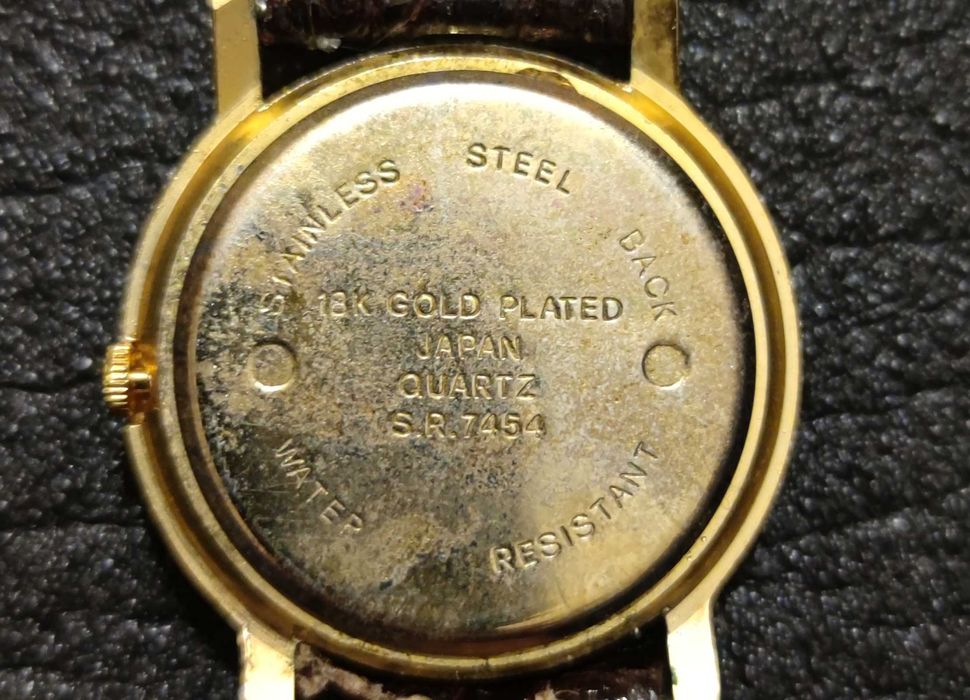 STAINLESS STEEL BACK
18K GOLD PLATED
JAPAN
QUARTZ
S.R.7454
WATER RESISTANT